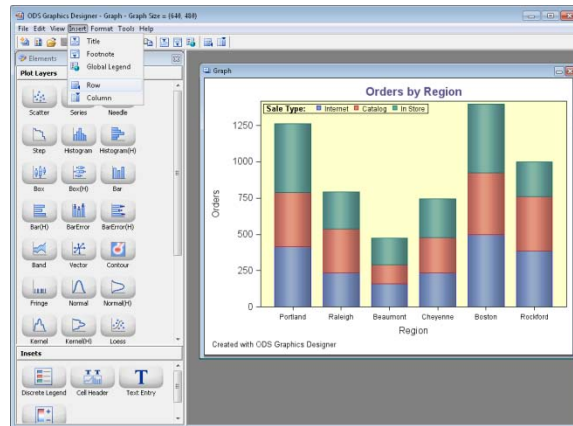 ODS Graphics Designer - Graph - Graph Size = (640, 480)
File Edit View Insert Format Tools Help
Title
Footnote
Global Legend
Row
Column
Elements
Plot Layers
Scatter Series Needle
Step Histogram Histogram(H)
Box Box(H) Bar
Bar(H) BarError BarError(H)
Band Vector Contour
Fringe Normal Normal(H)
Kernel Kernel(H) Loess
Insets
Discrete Legend Cell Header Text Entry
Graph
Orders by Region
Sale Type: Internet Catalog In Store
1250
1000
750
500
250
0
Orders
Portland Raleigh Beaumont Cheyenne Boston Rockford
Region
Created with ODS Graphics Designer